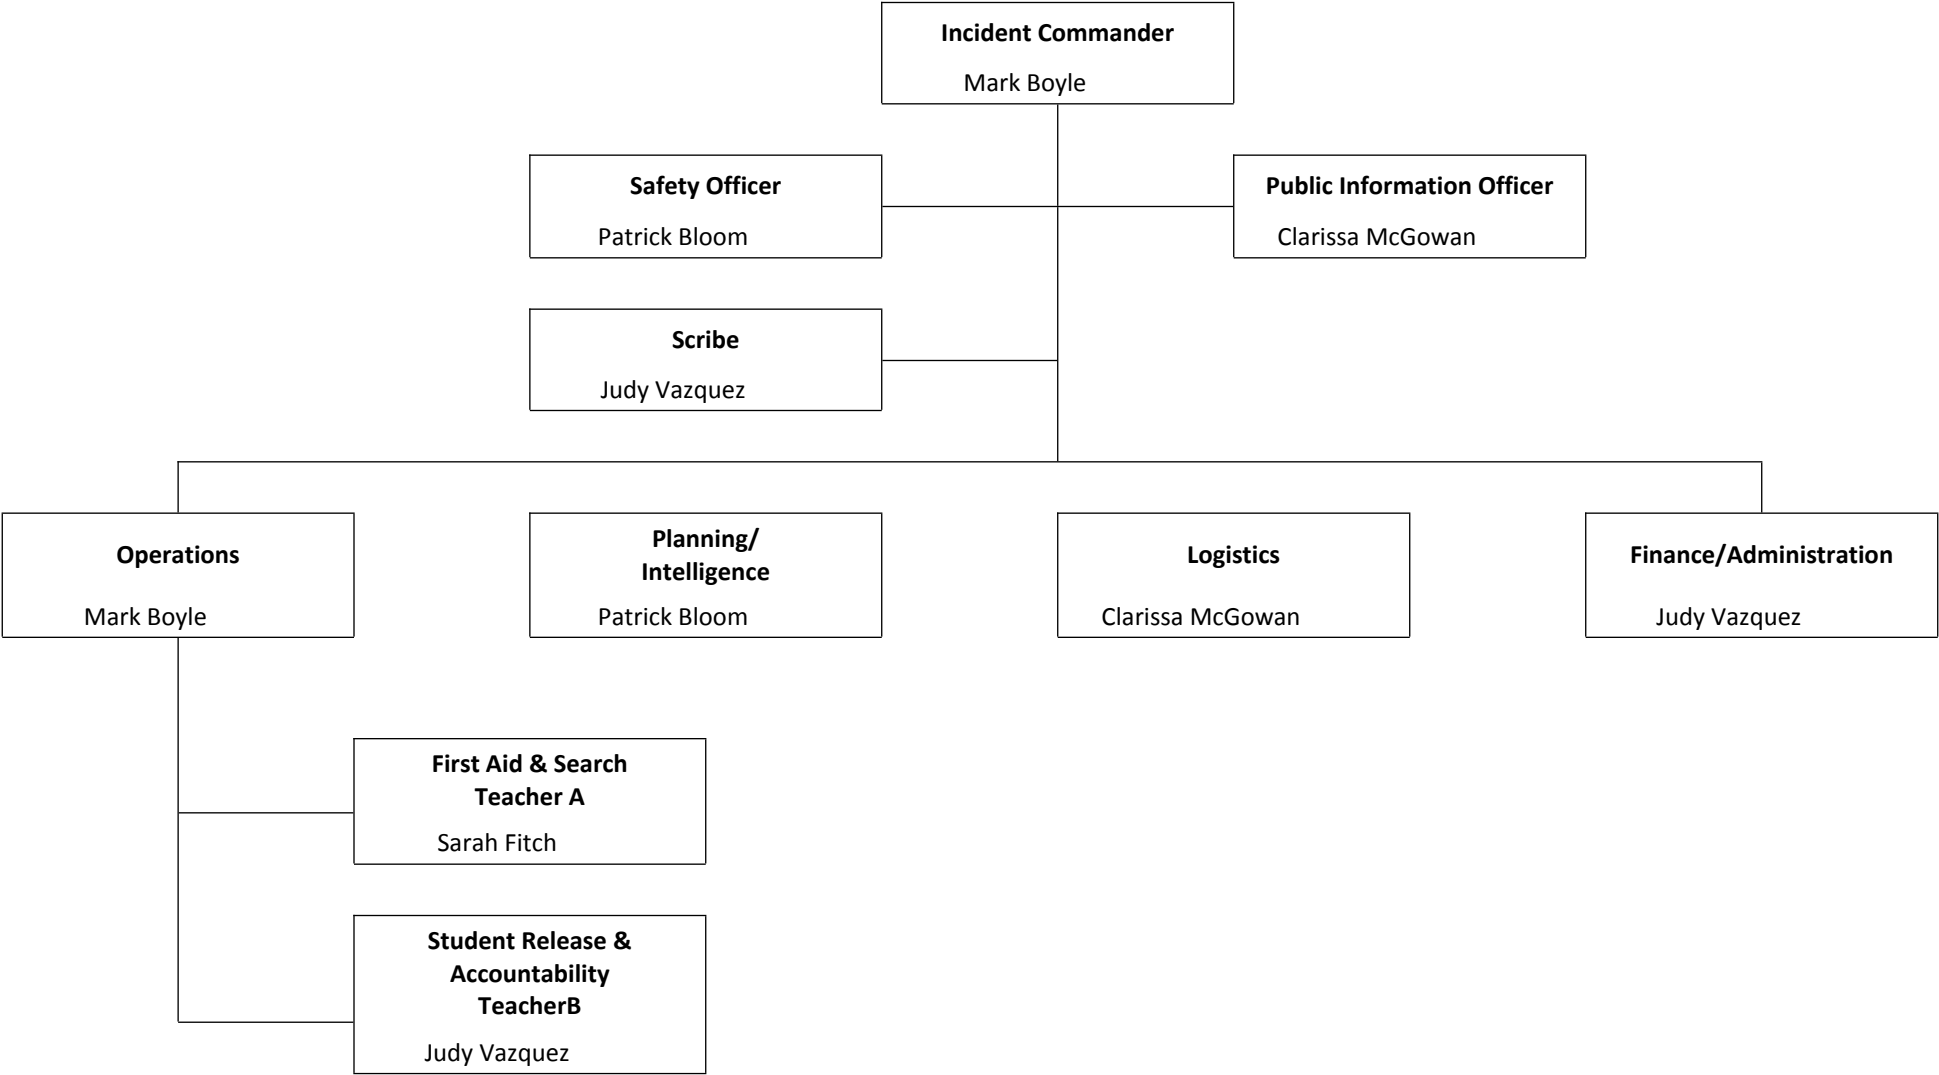 Incident Commander
Mark Boyle
Safety Officer
Patrick Bloom
Public Information Officer
Clarissa McGowan
Scribe
Judy Vazquez
Operations
Mark Boyle
Planning/
Intelligence
Patrick Bloom
Logistics
Clarissa McGowan
Finance/Administration
Judy Vazquez
First Aid & Search
Teacher A
Sarah Fitch
Student Release &
Accountability
TeacherB
Judy Vazquez